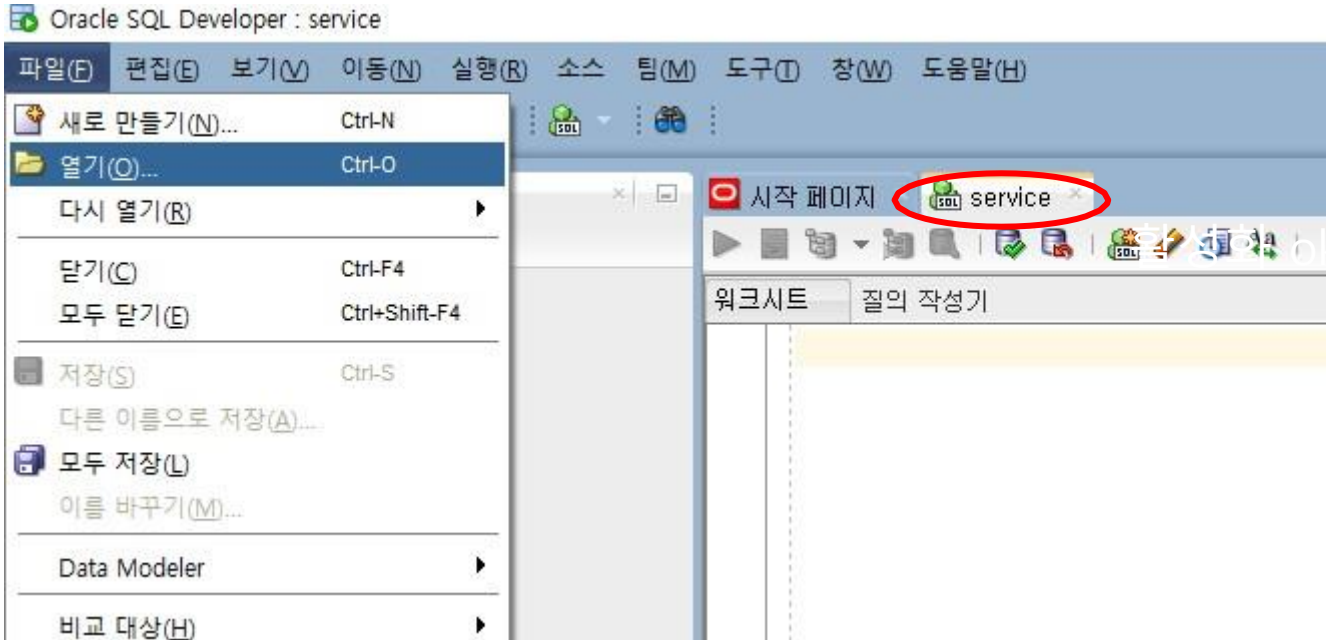 Oracle SQL Developer : service
파일(F) 편집(E) 보기(V) 이동(N) 실행(R) 소스 팀(M) 도구(T) 창(W) 도움말(H)
새로 만들기(N)... Ctrl-N
열기(O)... Ctrl-O
다시 열기(R)
닫기(C) Ctrl-F4
모두 닫기(E) Ctrl+Shift-F4
저장(S) Ctrl-S
다른 이름으로 저장(A)...
모두 저장(L)
이름 바꾸기(M)...
Data Modeler
비교 대상(H)
시작 페이지 service
활성화
워크시트 질의 작성기